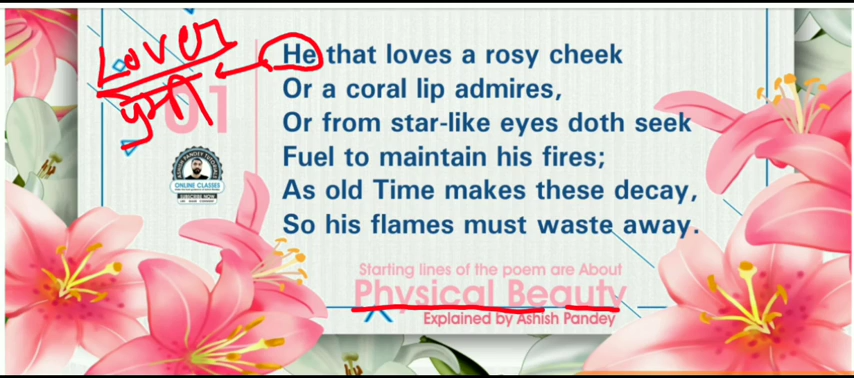 Lover
01
He that loves a rosy cheek
Or a coral lip admires,
Or from star-like eyes doth seek
Fuel to maintain his fires;
As old Time makes these decay,
So his flames must waste away.
ONLINE CLASSES
Starting lines of the poem are About
Physical Beauty
Explained by Ashish Pandey